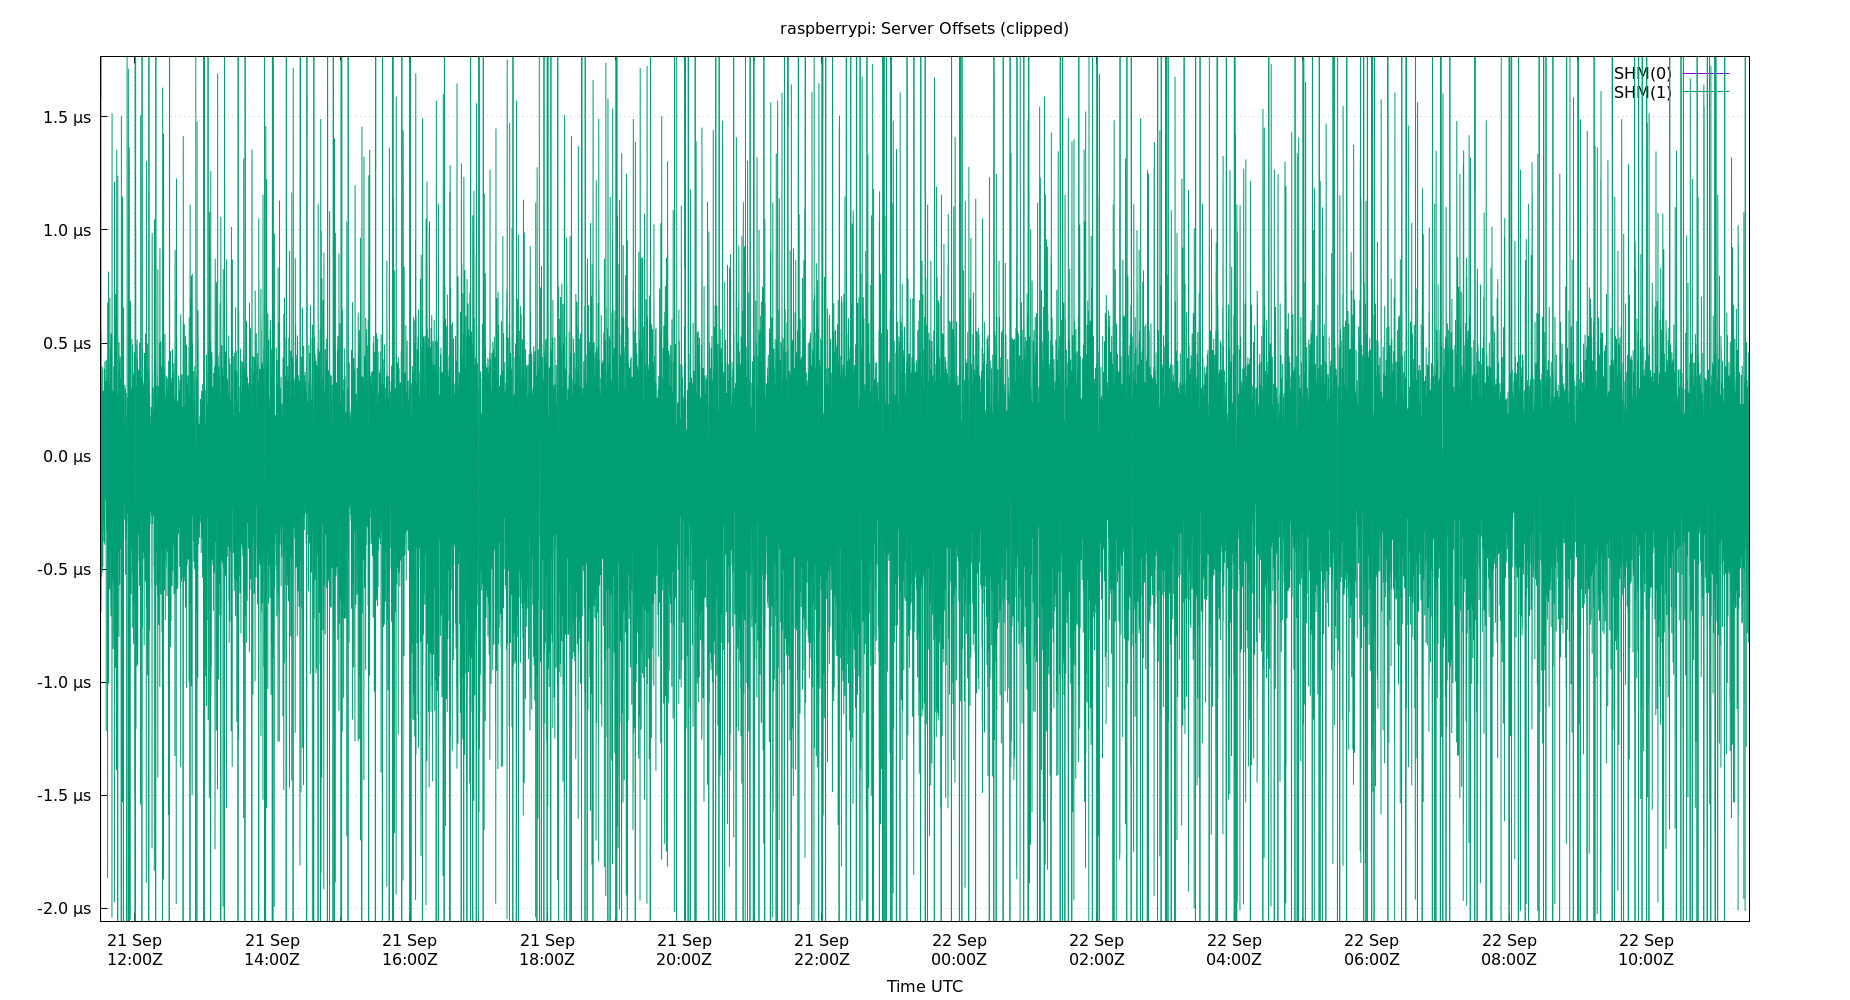 raspberrypi: Server Offsets (clipped)
SHM(0)
SHM(1)
1.5 µs
1.0 µs
0.5 µs
0.0 µs
-0.5 µs
-1.0 µs
-1.5 µs
-2.0 µs
21 Sep 21 Sep 21 Sep 21 Sep 21 Sep 21 Sep 22 Sep 22 Sep 22 Sep 22 Sep 22 Sep 22 Sep
12:00Z 14:00Z 16:00Z 18:00Z 20:00Z 22:00Z 00:00Z 02:00Z 04:00Z 06:00Z 08:00Z 10:00Z
Time UTC